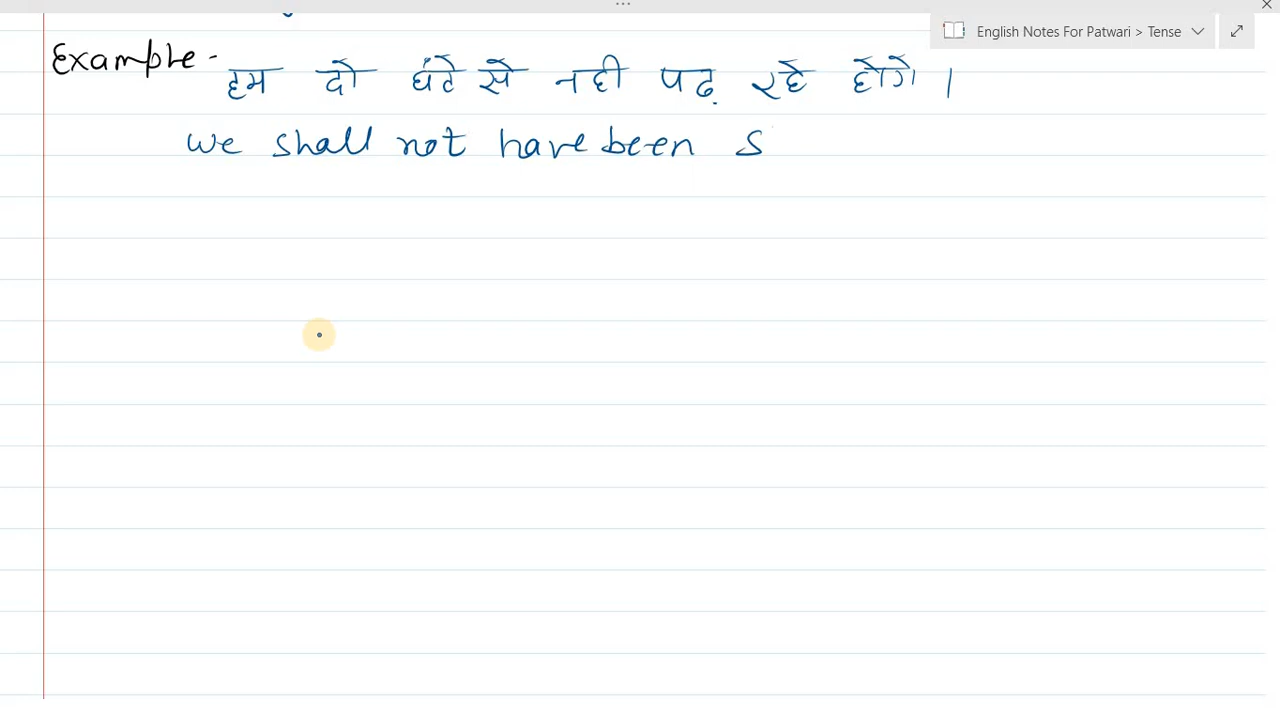 English Notes For Patwari > Tense
Example -
हम दो घंटे से नही पढ़ रहे होगे ।
we shall not have been s